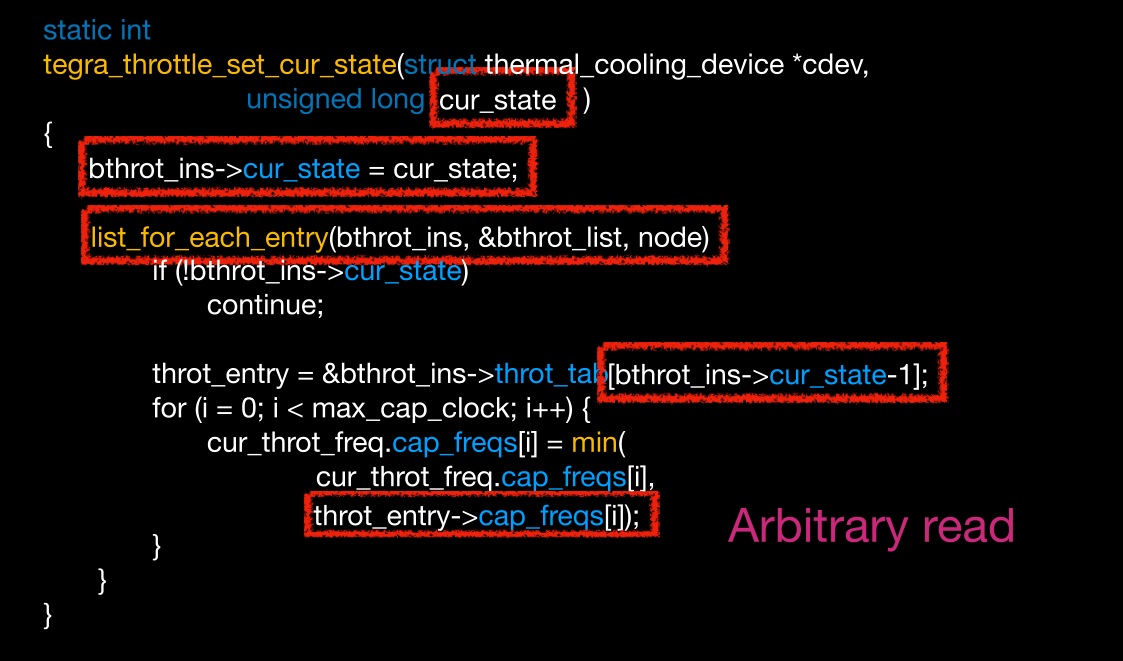 static int
tegra_throttle_set_cur_state(struct thermal_cooling_device *cdev,
unsigned long cur_state )
{
bthrot_ins->cur_state = cur_state;
list_for_each_entry(bthrot_ins, &bthrot_list, node)
if (!bthrot_ins->cur_state)
continue;
throt_entry = &bthrot_ins->throt_tab[bthrot_ins->cur_state-1];
for (i = 0; i < max_cap_clock; i++) {
cur_throt_freq.cap_freqs[i] = min(
cur_throt_freq.cap_freqs[i],
throt_entry->cap_freqs[i]);
Arbitrary read
}
}
}